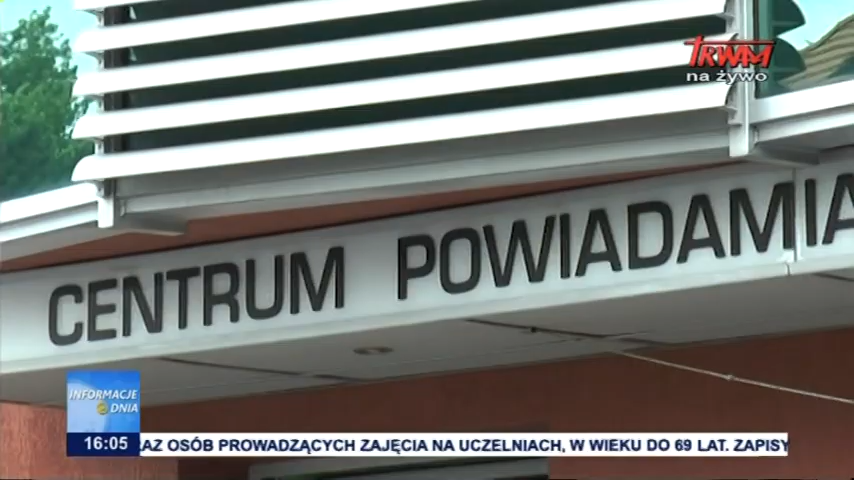 TRWAM
na żywo
CENTRUM POWIADAMIA
INFORMACJE
DNIA
16:05
RAZ OSÓB PROWADZĄCYCH ZAJĘCIA NA UCZELNIACH, W WIEKU DO 69 LAT. ZAPISY